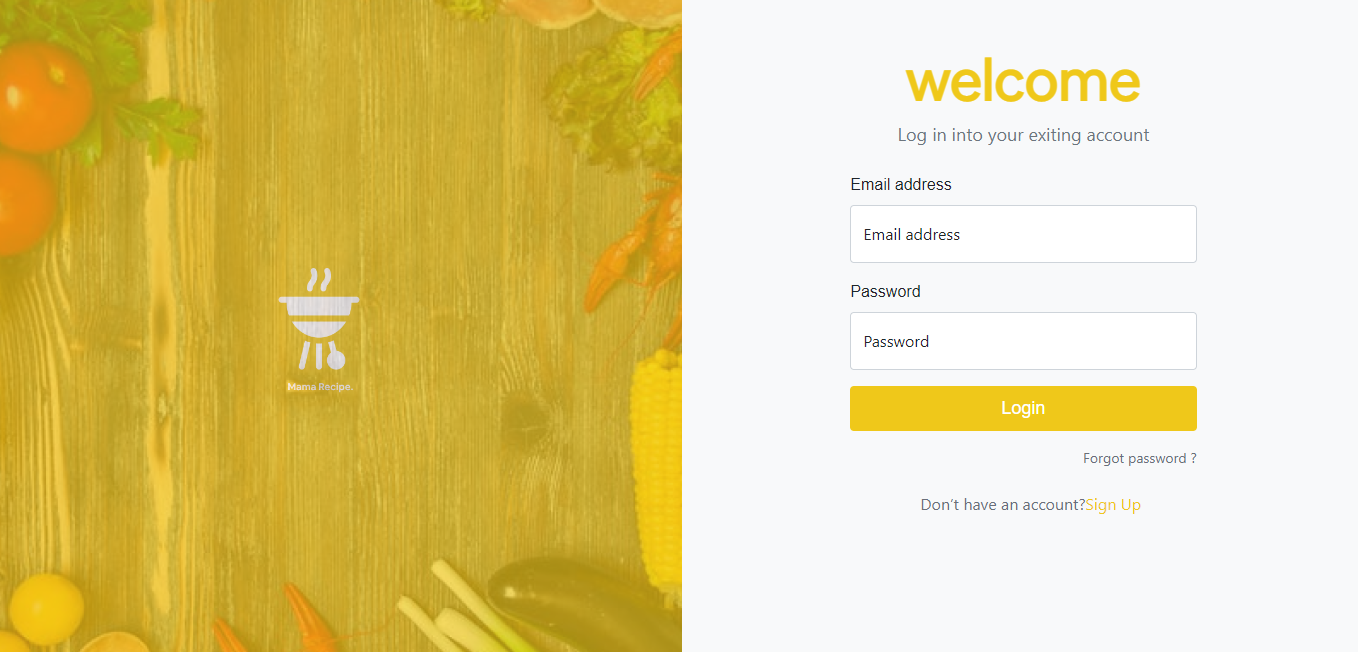 Mama Recipe.
welcome
Log in into your exiting account
Email address
Email address
Password
Password
Login
Forgot password ?
Don't have an account?Sign Up